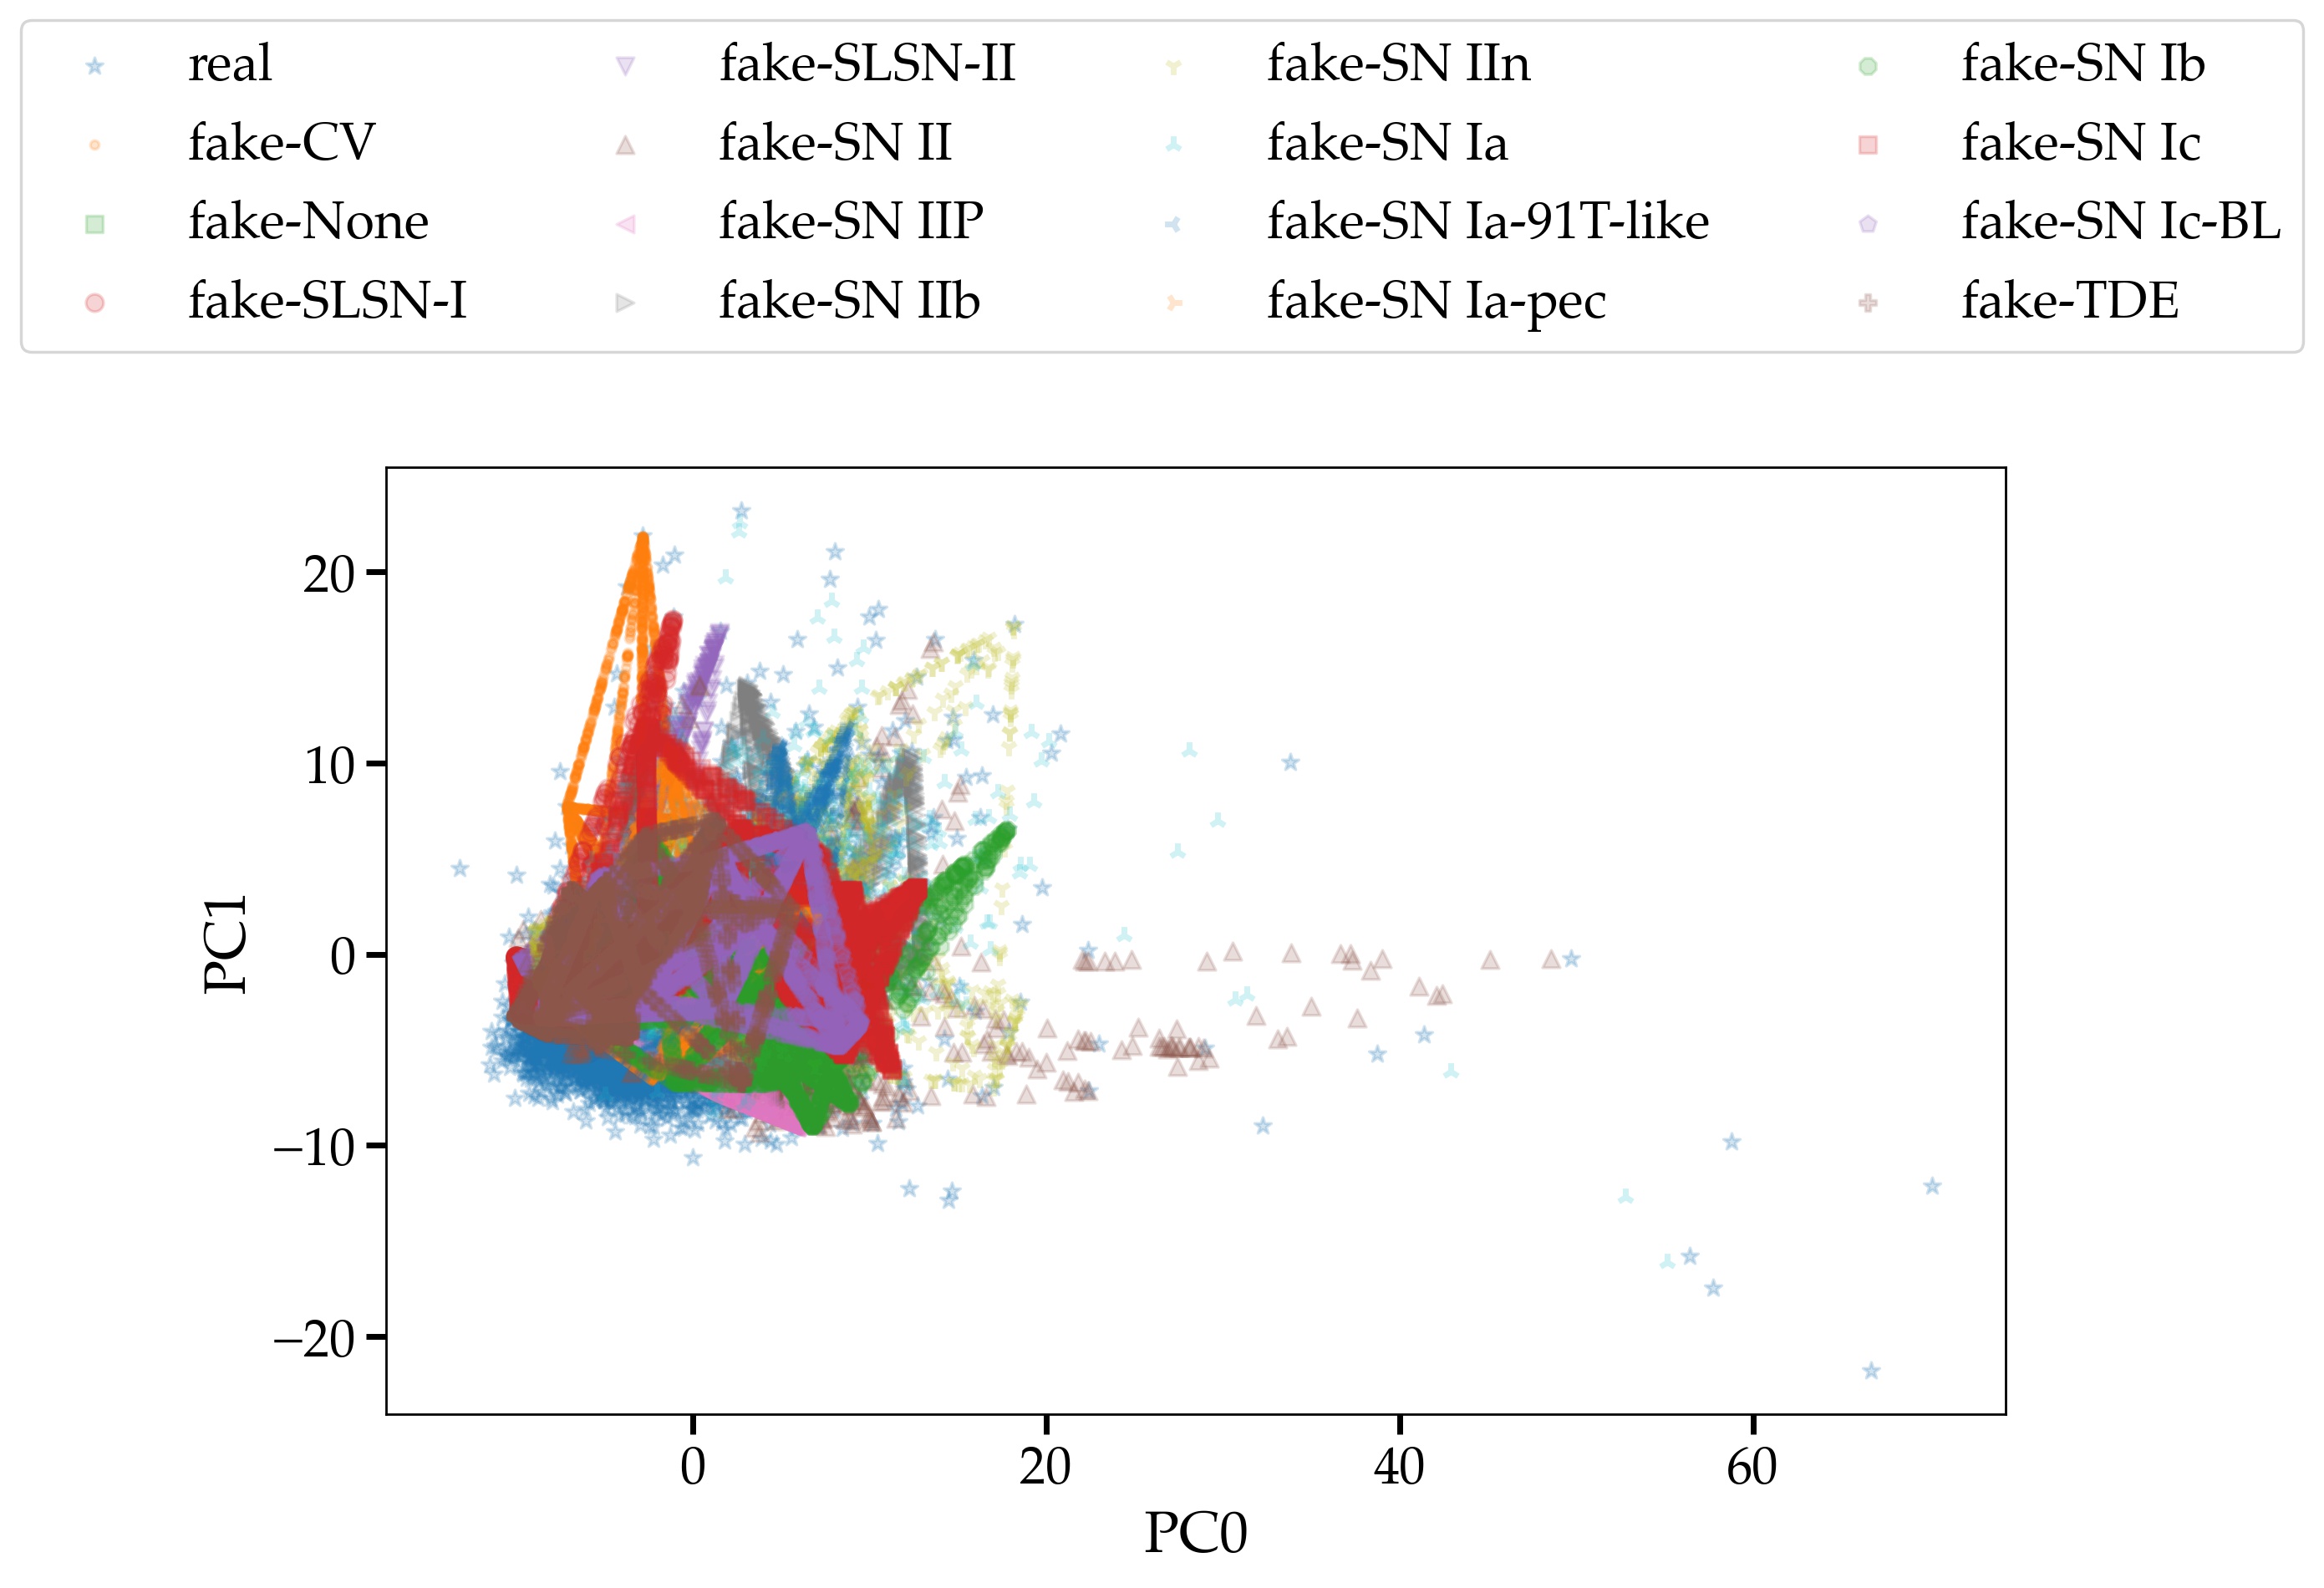 real
fake-CV
fake-None
fake-SLSN-I
fake-SLSN-II
fake-SN II
fake-SN IIP
fake-SN IIb
fake-SN IIn
fake-SN Ia
fake-SN Ia-91T-like
fake-SN Ia-pec
fake-SN Ib
fake-SN Ic
fake-SN Ic-BL
fake-TDE
20
10
0
−10
−20
PC1
0
20
40
60
PC0